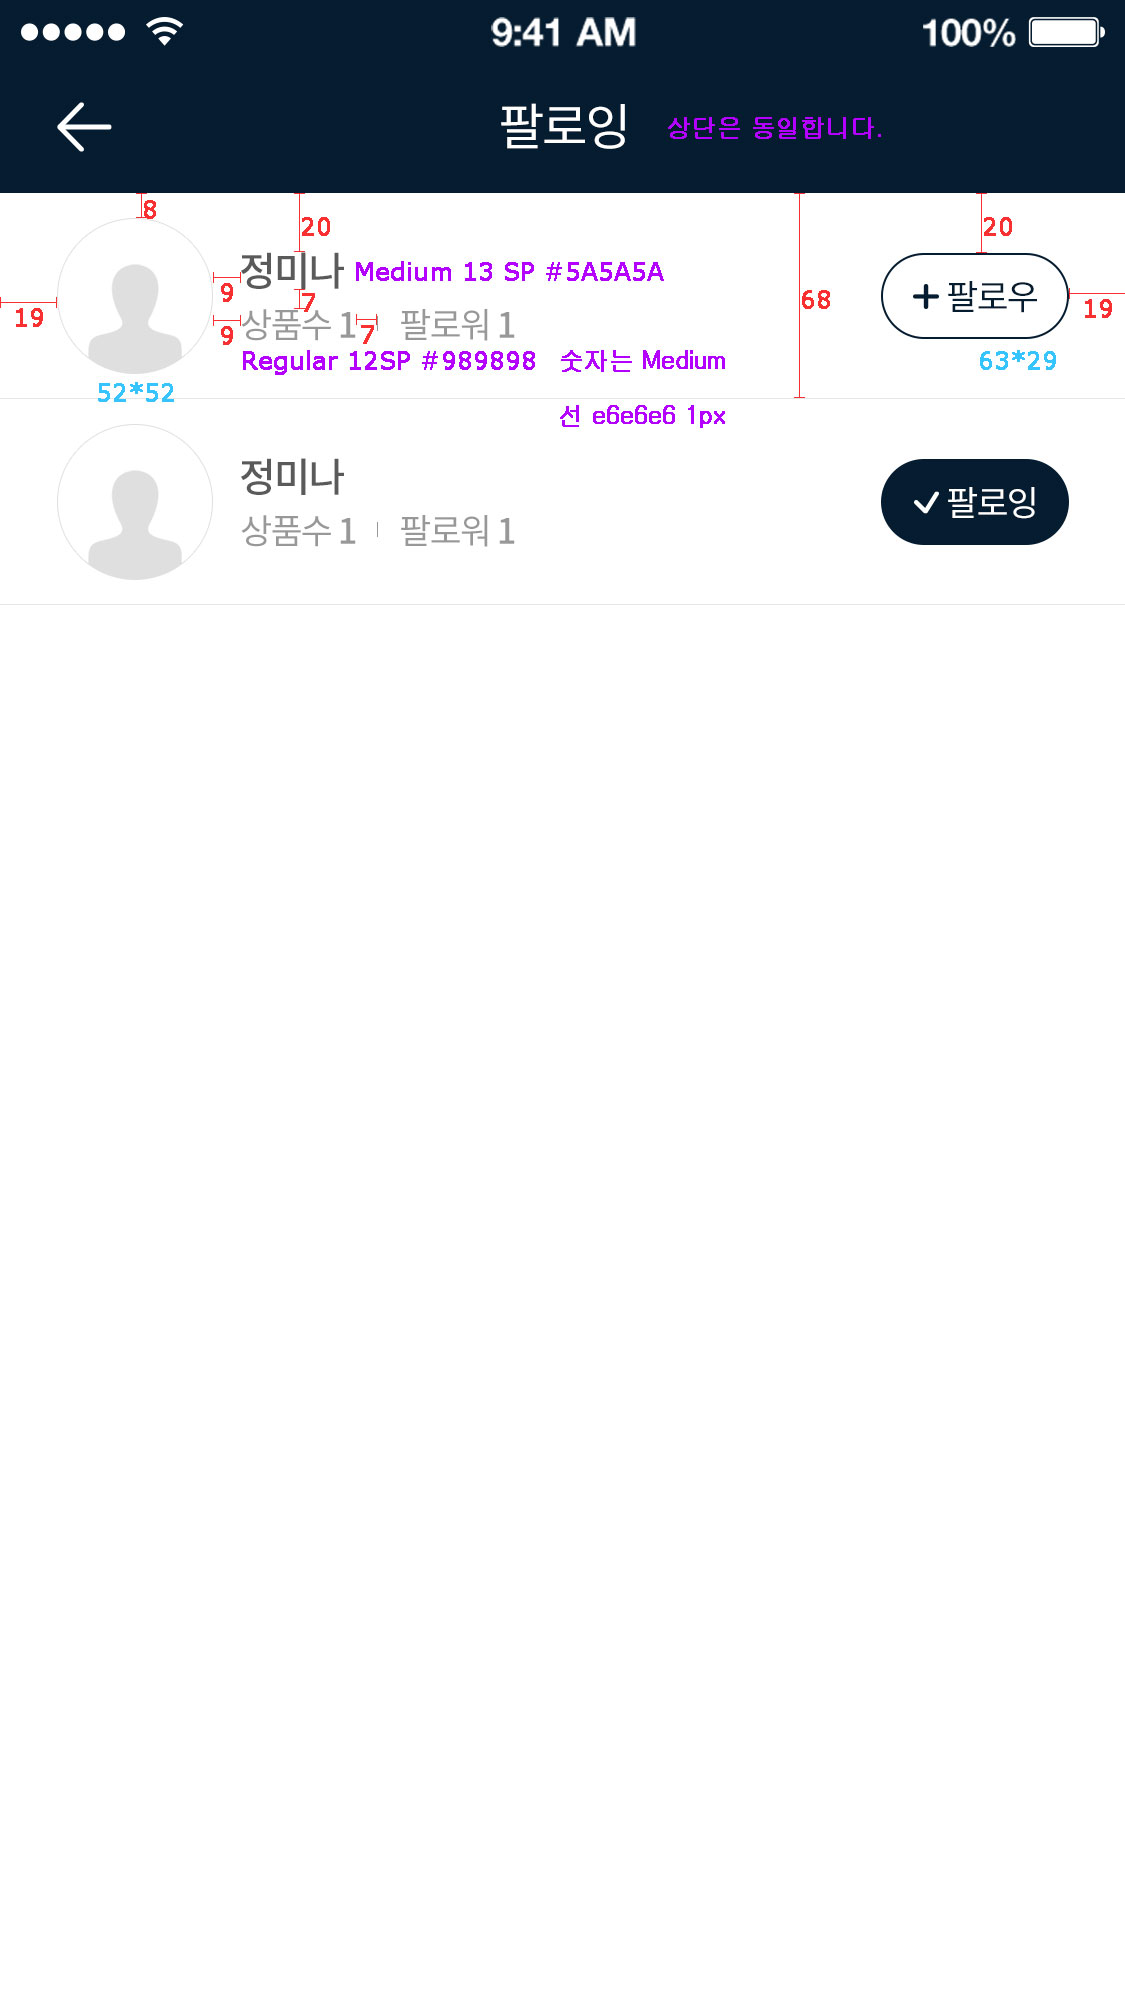 9:41 AM 100%
팔로잉 상단은 동일합니다.
8
20
20
정미나 Medium 13 SP #5A5A5A
9
7
68
+ 팔로우
19
19
상품수 1 7 팔로워 1
9
Regular 12SP #989898 숫자는 Medium
63*29
52*52
선 e6e6e6 1px
정미나
상품수 1 팔로워 1
팔로잉